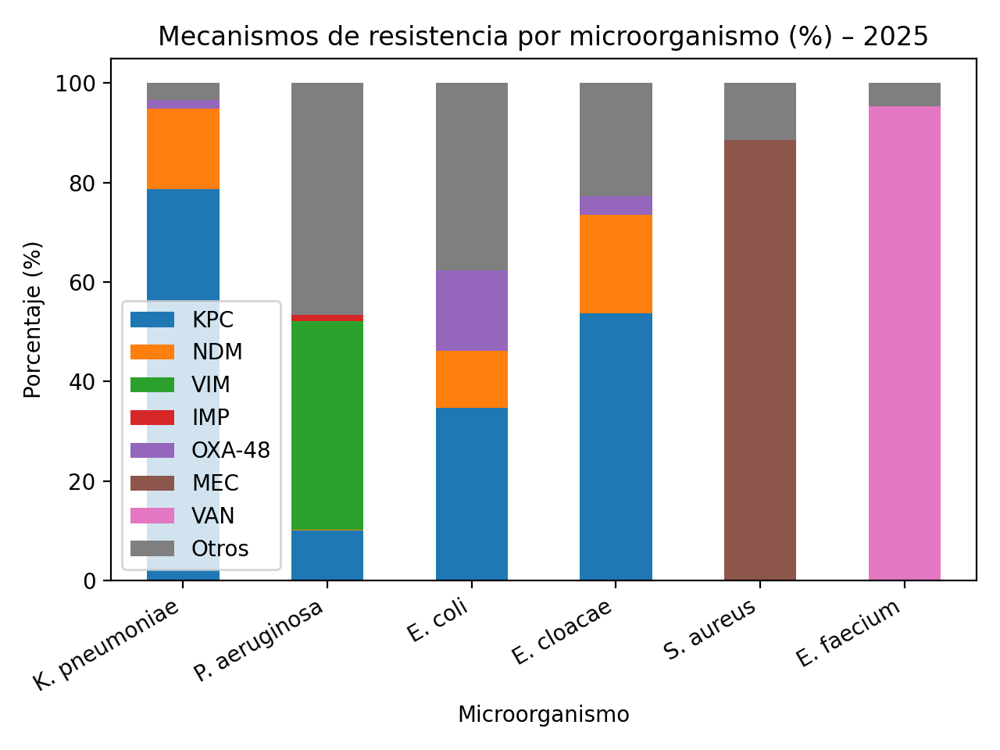 Mecanismos de resistencia por microorganismo (%) – 2025
Porcentaje (%)
100
80
60
40
20
0
KPC
NDM
VIM
IMP
OXA-48
MEC
VAN
Otros
K. pneumoniae
P. aeruginosa
E. coli
E. cloacae
S. aureus
E. faecium
Microorganismo